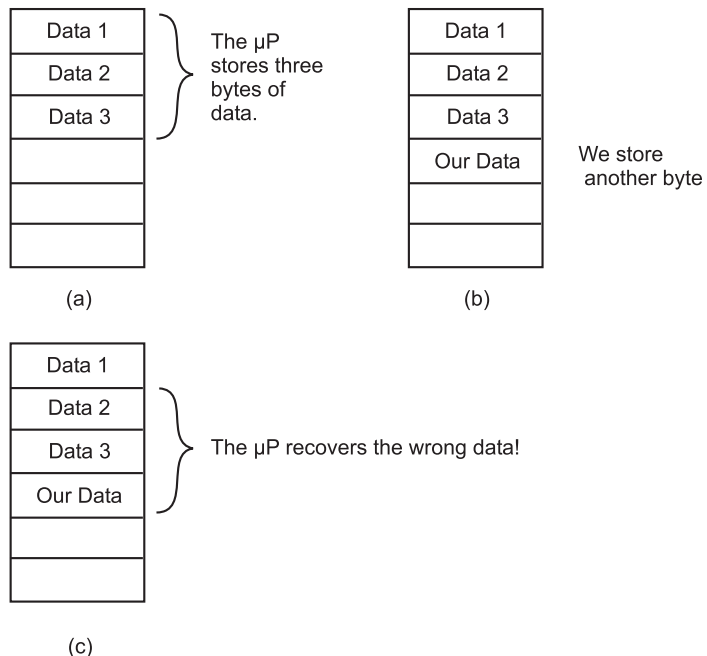 Data 1
Data 2
Data 3
The µP
stores three
bytes of
data.
(a)
Data 1
Data 2
Data 3
Our Data
We store
another byte
(b)
Data 1
Data 2
Data 3
Our Data
The µP recovers the wrong data!
(c)